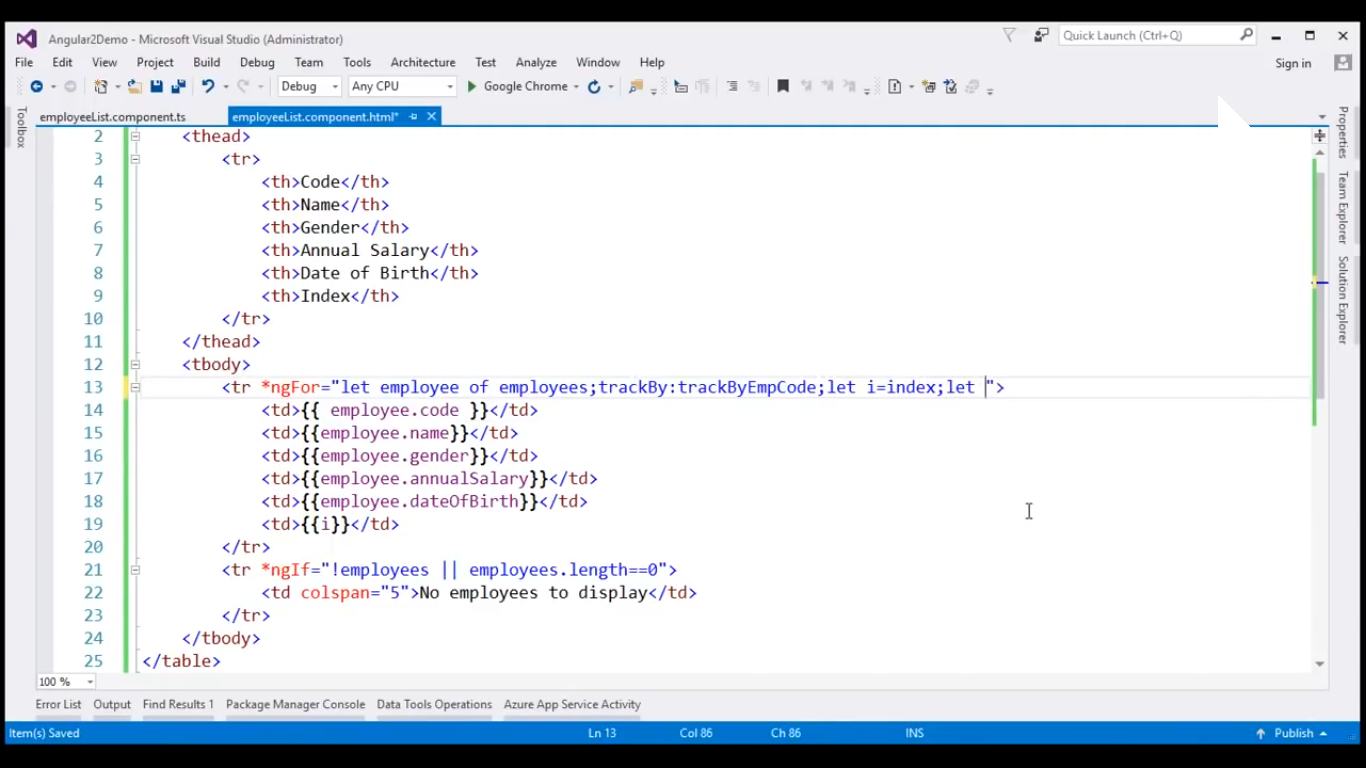 Angular2Demo - Microsoft Visual Studio (Administrator)
Quick Launch (Ctrl+Q)
File Edit View Project Build Debug Team Tools Architecture Test Analyze Window Help
Sign in
Debug Any CPU Google Chrome
employeeList.component.ts employeeList.component.html*
Toolbox
Properties
Team Explorer
Solution Explorer
2 <thead>
3 <tr>
4 <th>Code</th>
5 <th>Name</th>
6 <th>Gender</th>
7 <th>Annual Salary</th>
8 <th>Date of Birth</th>
9 <th>Index</th>
10 </tr>
11 </thead>
12 <tbody>
13 <tr *ngFor="let employee of employees;trackBy:trackByEmpCode;let i=index;let ">
14 <td>{{ employee.code }}</td>
15 <td>{{employee.name}}</td>
16 <td>{{employee.gender}}</td>
17 <td>{{employee.annualSalary}}</td>
18 <td>{{employee.dateOfBirth}}</td>
19 <td>{{i}}</td>
20 </tr>
21 <tr *ngIf="!employees || employees.length==0">
22 <td colspan="5">No employees to display</td>
23 </tr>
24 </tbody>
25 </table>
100 %
Error List Output Find Results 1 Package Manager Console Data Tools Operations Azure App Service Activity
Item(s) Saved Ln 13 Col 86 Ch 86 INS Publish